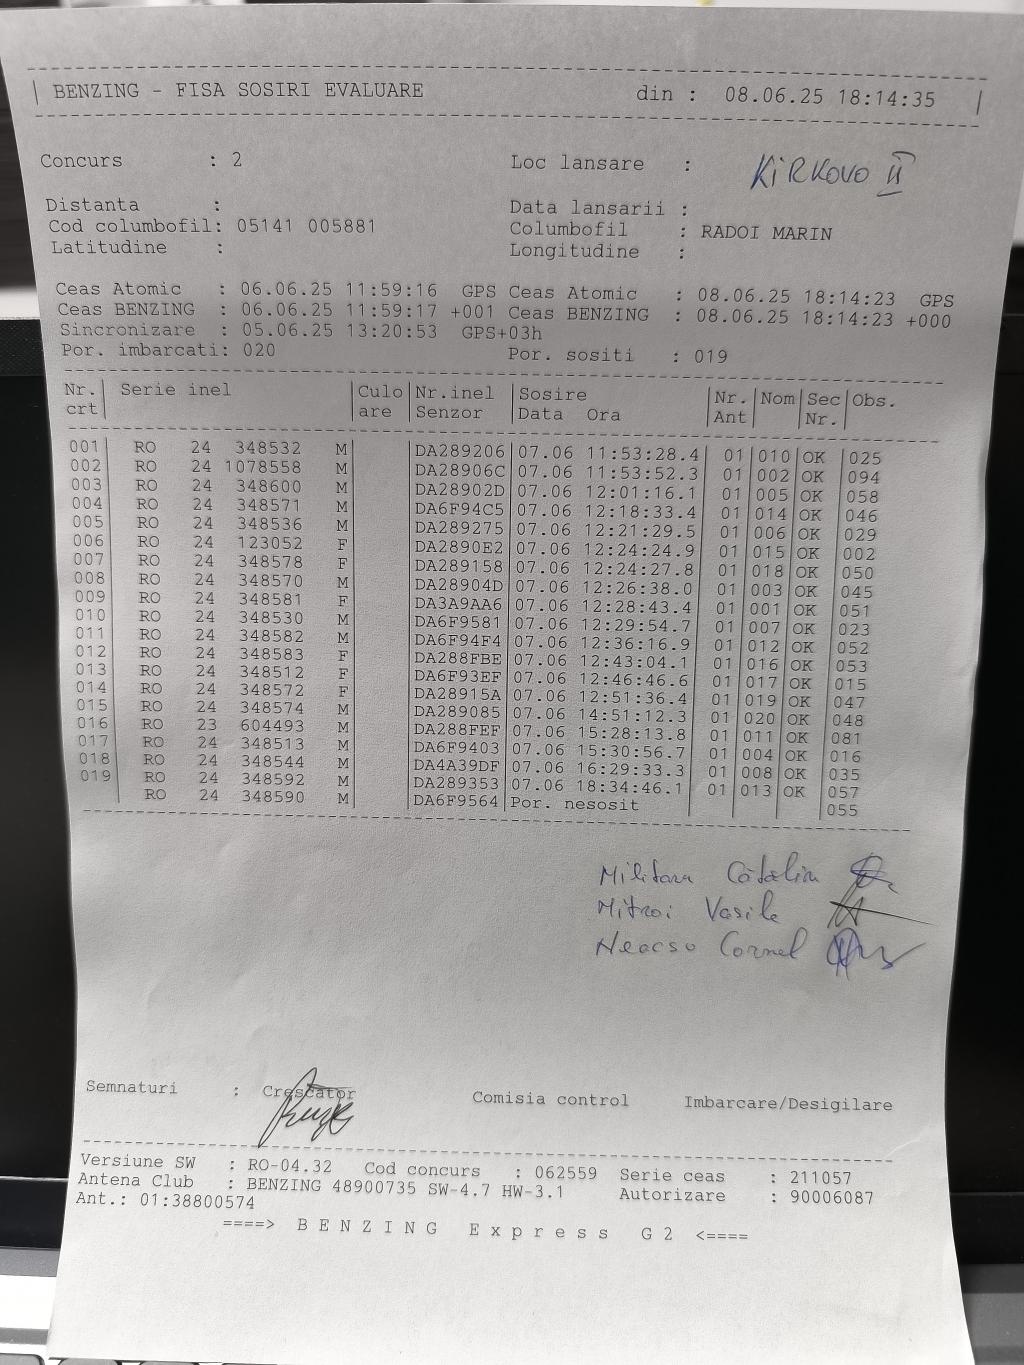 BENZING - FISA SOSIRI EVALUARE din : 08.06.25 18:14:35
Concurs : 2 Loc lansare : KIRKOVO II
Distanta : Data lansarii :
Cod columbofil: 05141 005881 Columbofil : RADOI MARIN
Latitudine : Longitudine :
Ceas Atomic : 06.06.25 11:59:16 GPS Ceas Atomic : 08.06.25 18:14:23 GPS
Ceas BENZING : 06.06.25 11:59:17 +001 Ceas BENZING : 08.06.25 18:14:23 +000
Sincronizare : 05.06.25 13:20:53 GPS+03h
Por. imbarcati: 020 Por. sositi : 019
Nr. | Serie inel | Culo | Nr.inel | Sosire | Nr. | Nom | Sec | Obs.
crt | are | Senzor | Data Ora | Ant | Nr.
001 RO 24 348532 M DA289206 07.06 11:53:28.4 01 010 OK 025
002 RO 24 1078558 M DA28906C 07.06 11:53:52.3 01 002 OK 094
003 RO 24 348600 M DA28902D 07.06 12:01:16.1 01 005 OK 058
004 RO 24 348571 M DA6F94C5 07.06 12:18:33.4 01 014 OK 046
005 RO 24 348536 M DA289275 07.06 12:21:29.5 01 006 OK 029
006 RO 24 123052 F DA2890E2 07.06 12:24:24.9 01 015 OK 002
007 RO 24 348578 F DA289158 07.06 12:24:27.8 01 018 OK 050
008 RO 24 348570 M DA28904D 07.06 12:26:38.0 01 003 OK 045
009 RO 24 348581 F DA3A9AA6 07.06 12:28:43.4 01 001 OK 051
010 RO 24 348530 M DA6F9581 07.06 12:29:54.7 01 007 OK 023
011 RO 24 348582 M DA6F94F4 07.06 12:36:16.9 01 012 OK 052
012 RO 24 348583 F DA288FBE 07.06 12:43:04.1 01 016 OK 053
013 RO 24 348512 F DA6F93EF 07.06 12:46:46.6 01 017 OK 015
014 RO 24 348572 F DA28915A 07.06 12:51:36.4 01 019 OK 047
015 RO 24 348574 M DA289085 07.06 14:51:12.3 01 020 OK 048
016 RO 23 604493 M DA288FEF 07.06 15:28:13.8 01 011 OK 081
017 RO 24 348513 M DA6F9403 07.06 15:30:56.7 01 004 OK 016
018 RO 24 348544 M DA4A39DF 07.06 16:29:33.3 01 008 OK 035
019 RO 24 348592 M DA289353 07.06 18:34:46.1 01 013 OK 057
RO 24 348590 M DA6F9564 Por. nesosit 055
Militaru Cătălin
Mitroi Vasile
Neacsu Cornel
Semnaturi : Crescator Comisia control Imbarcare/Desigilare
Versiune SW : RO-04.32 Cod concurs : 062559 Serie ceas : 211057
Antena Club : BENZING 48900735 SW-4.7 HW-3.1 Autorizare : 90006087
Ant.: 01:38800574
====> B E N Z I N G E x p r e s s G 2 <====